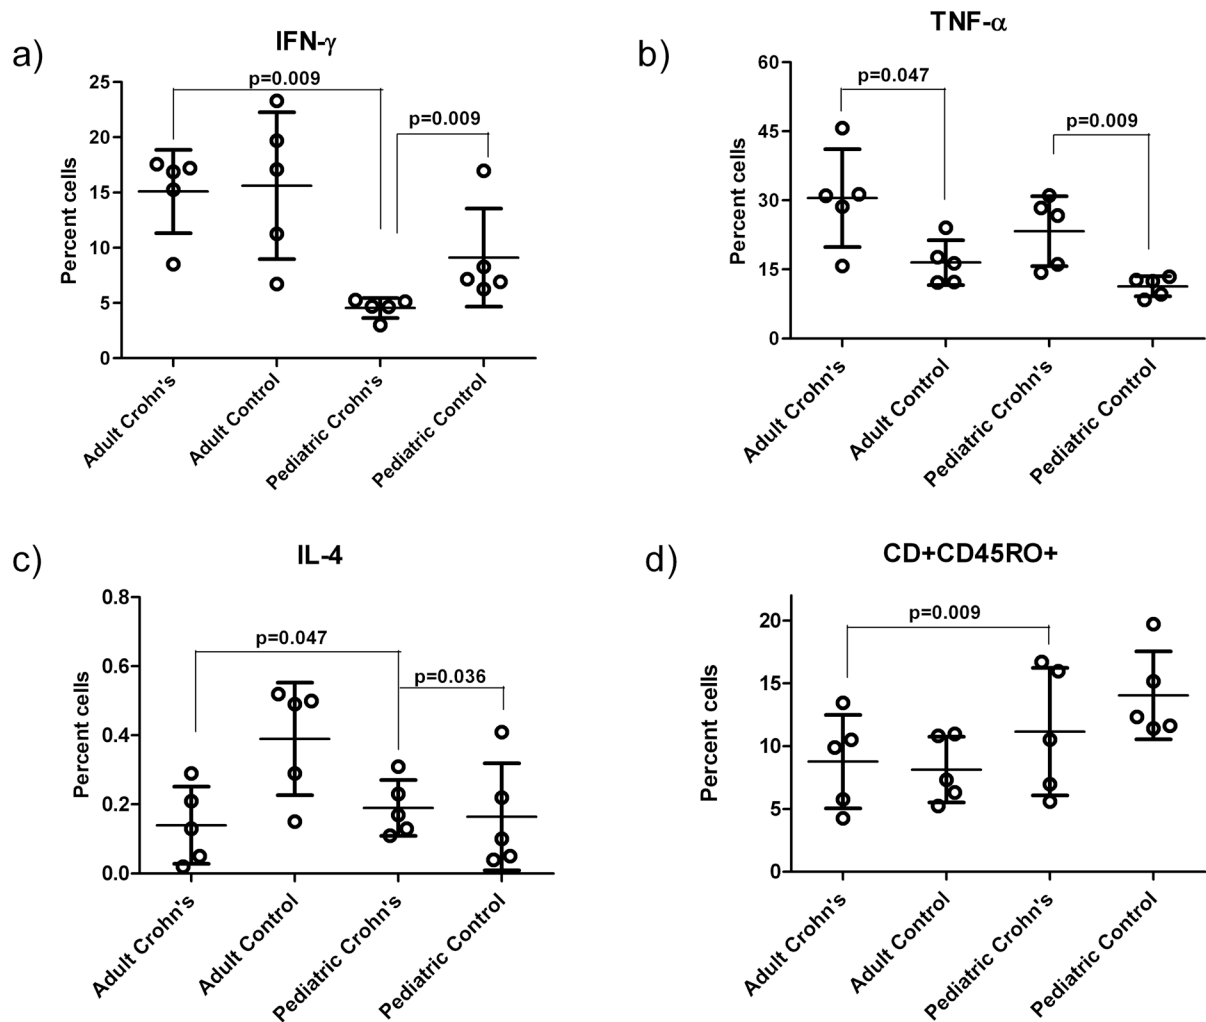 a)
IFN-γ
Percent cells
25
20
15
10
5
0
p=0.009
p=0.009
Adult Crohn's
Adult Control
Pediatric Crohn's
Pediatric Control
b)
TNF-α
Percent cells
60
45
30
15
0
p=0.047
p=0.009
Adult Crohn's
Adult Control
Pediatric Crohn's
Pediatric Control
c)
IL-4
Percent cells
0.8
0.6
0.4
0.2
0.0
p=0.047
p=0.036
Adult Crohn's
Adult Control
Pediatric Crohn's
Pediatric Control
d)
CD+CD45RO+
Percent cells
20
15
10
5
0
p=0.009
Adult Crohn's
Adult Control
Pediatric Crohn's
Pediatric Control